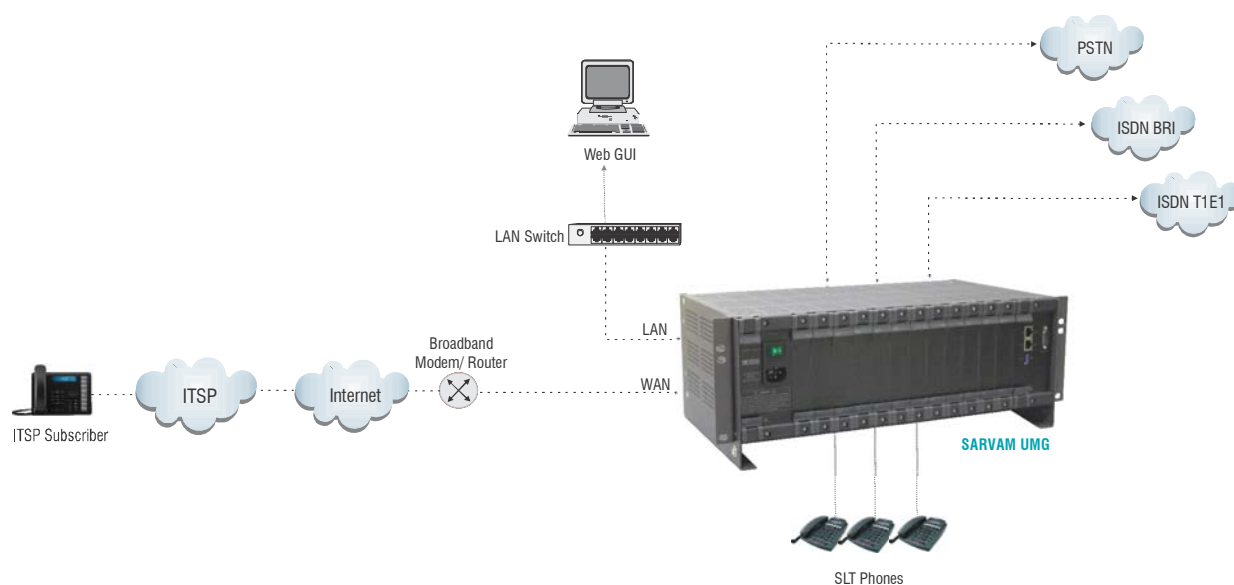 PSTN
ISDN BRI
Web GUI
ISDN T1E1
LAN Switch
LAN
Broadband
Modem/ Router
WAN
ITSP
Internet
ITSP Subscriber
SARVAM UMG
SLT Phones